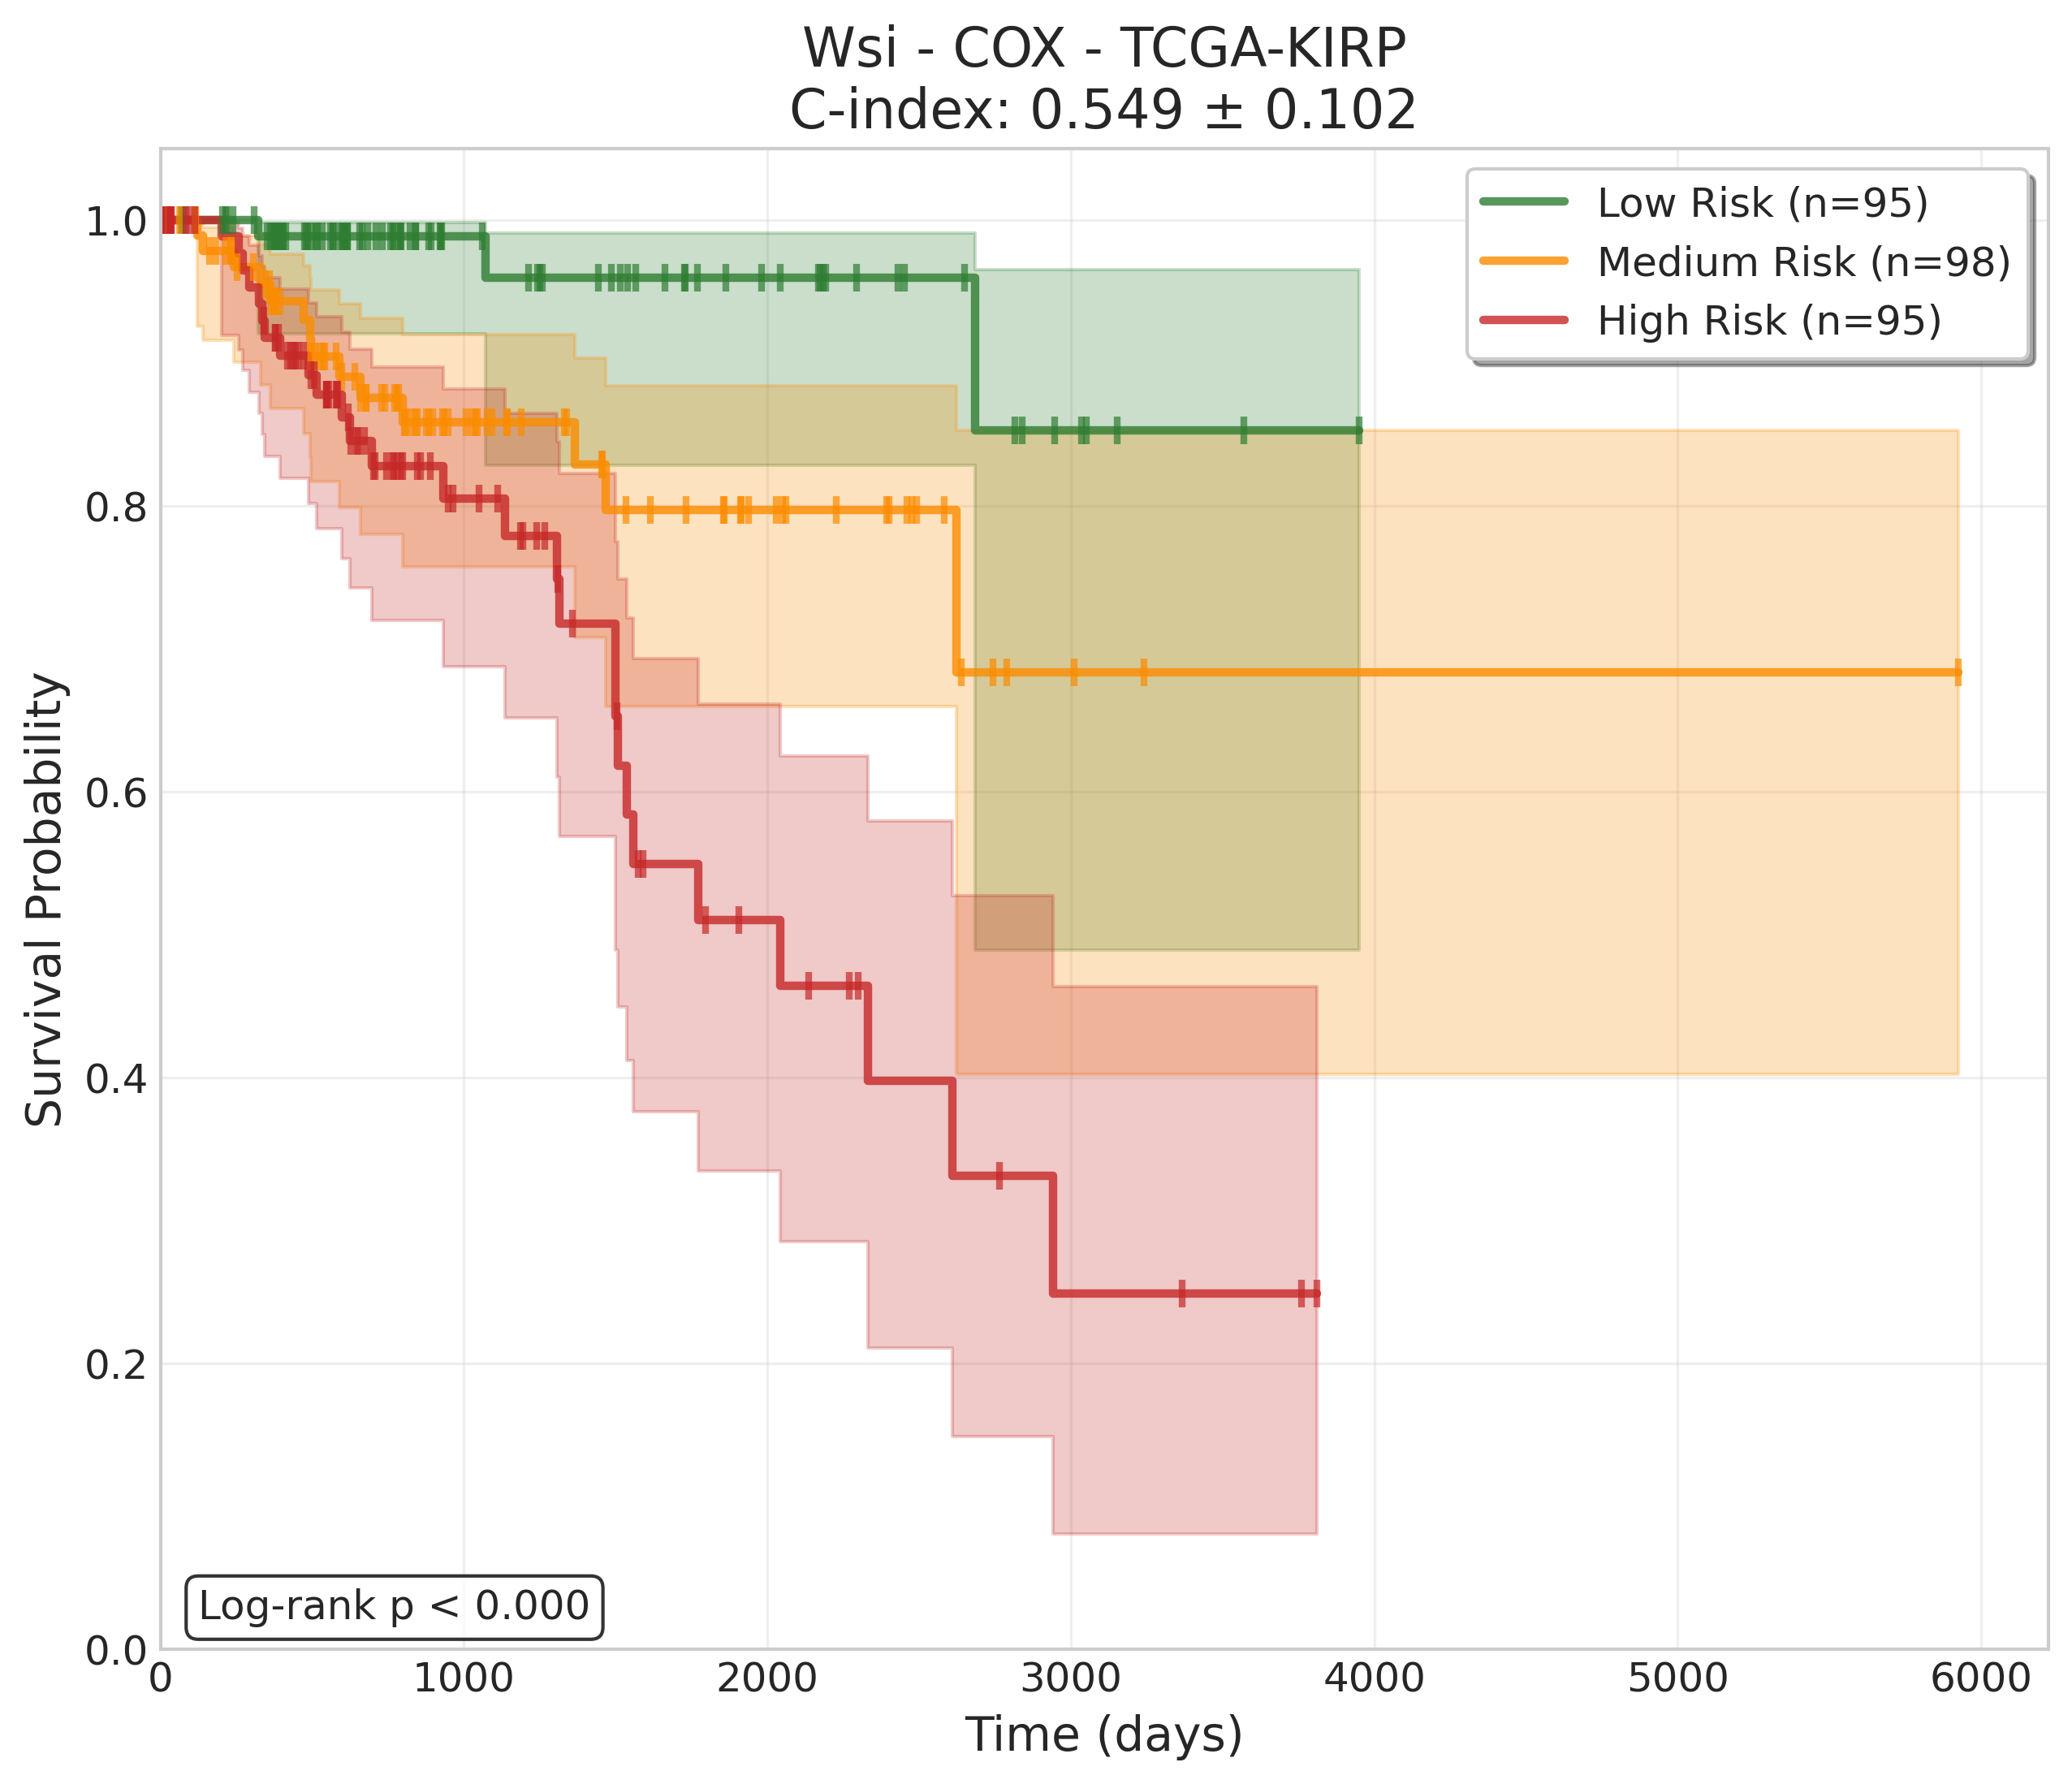 Wsi - COX - TCGA-KIRP
C-index: 0.549 ± 0.102
Low Risk (n=95)
Medium Risk (n=98)
High Risk (n=95)
Survival Probability
1.0
0.8
0.6
0.4
0.2
0.0
Log-rank p < 0.000
0 1000 2000 3000 4000 5000 6000
Time (days)